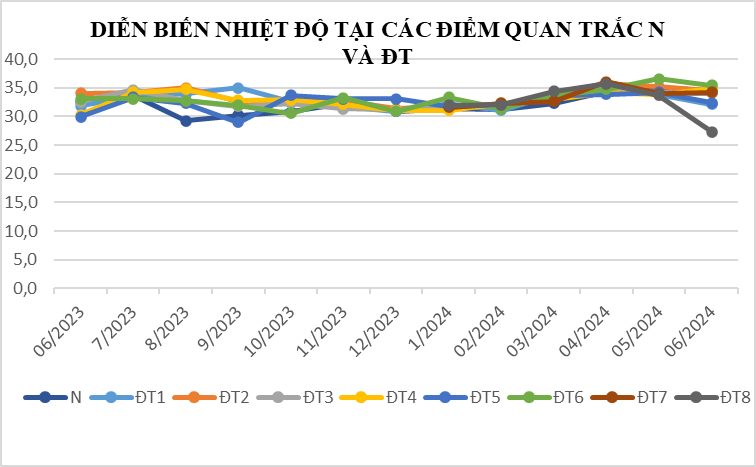 DIỄN BIẾN NHIỆT ĐỘ TẠI CÁC ĐIỂM QUAN TRẮC N
VÀ ĐT
40,0
35,0
30,0
25,0
20,0
15,0
10,0
5,0
0,0
06/2023 7/2023 8/2023 9/2023 10/2023 11/2023 12/2023 1/2024 02/2024 03/2024 04/2024 05/2024 06/2024
N ĐT1 ĐT2 ĐT3 ĐT4 ĐT5 ĐT6 ĐT7 ĐT8